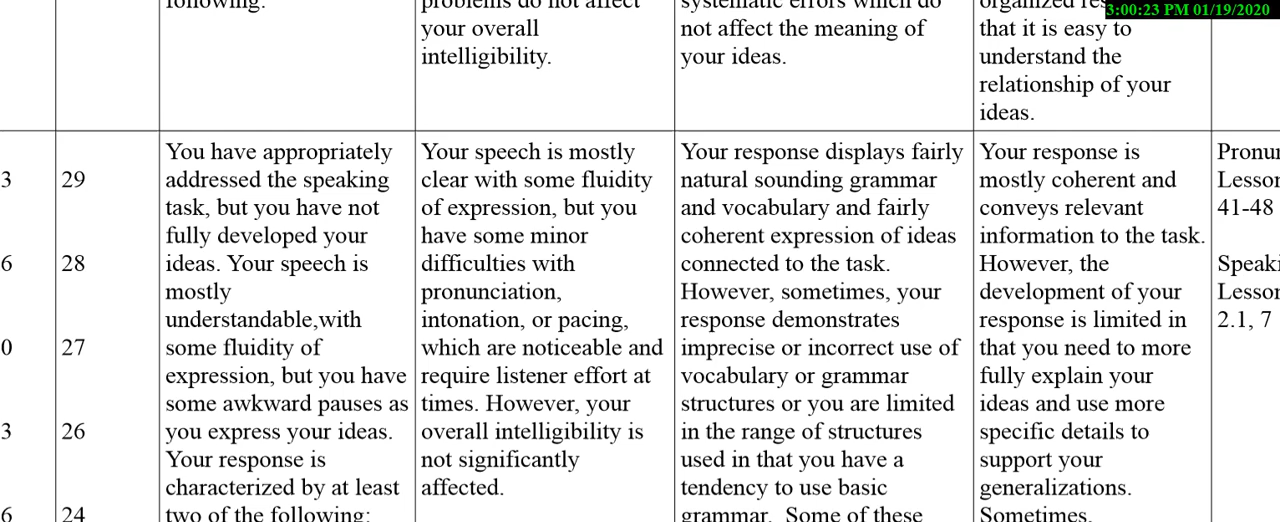 3:00:23 PM 01/19/2020
following:
problems do not affect
your overall
intelligibility.
systematic errors which do
not affect the meaning of
your ideas.
that it is easy to
understand the
relationship of your
ideas.
3
6
0
3
6
29
28
27
26
24
You have appropriately
addressed the speaking
task, but you have not
fully developed your
ideas. Your speech is
mostly
understandable,with
some fluidity of
expression, but you have
some awkward pauses as
you express your ideas.
Your response is
characterized by at least
two of the following:
Your speech is mostly
clear with some fluidity
of expression, but you
have some minor
difficulties with
pronunciation,
intonation, or pacing,
which are noticeable and
require listener effort at
times. However, your
overall intelligibility is
not significantly
affected.
Your response displays fairly
natural sounding grammar
and vocabulary and fairly
coherent expression of ideas
connected to the task.
However, sometimes, your
response demonstrates
imprecise or incorrect use of
vocabulary or grammar
structures or you are limited
in the range of structures
used in that you have a
tendency to use basic
grammar. Some of these
Your response is
mostly coherent and
conveys relevant
information to the task.
However, the
development of your
response is limited in
that you need to more
fully explain your
ideas and use more
specific details to
support your
generalizations.
Sometimes,
41-48
2.1, 7